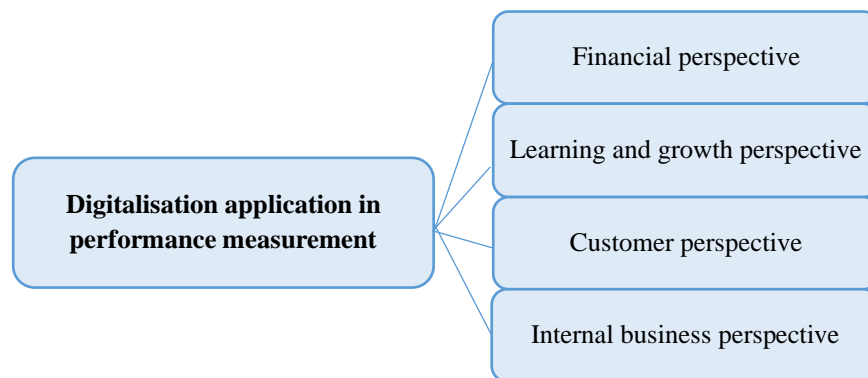 Financial perspective
Learning and growth perspective
Digitalisation application in
performance measurement
Customer perspective
Internal business perspective